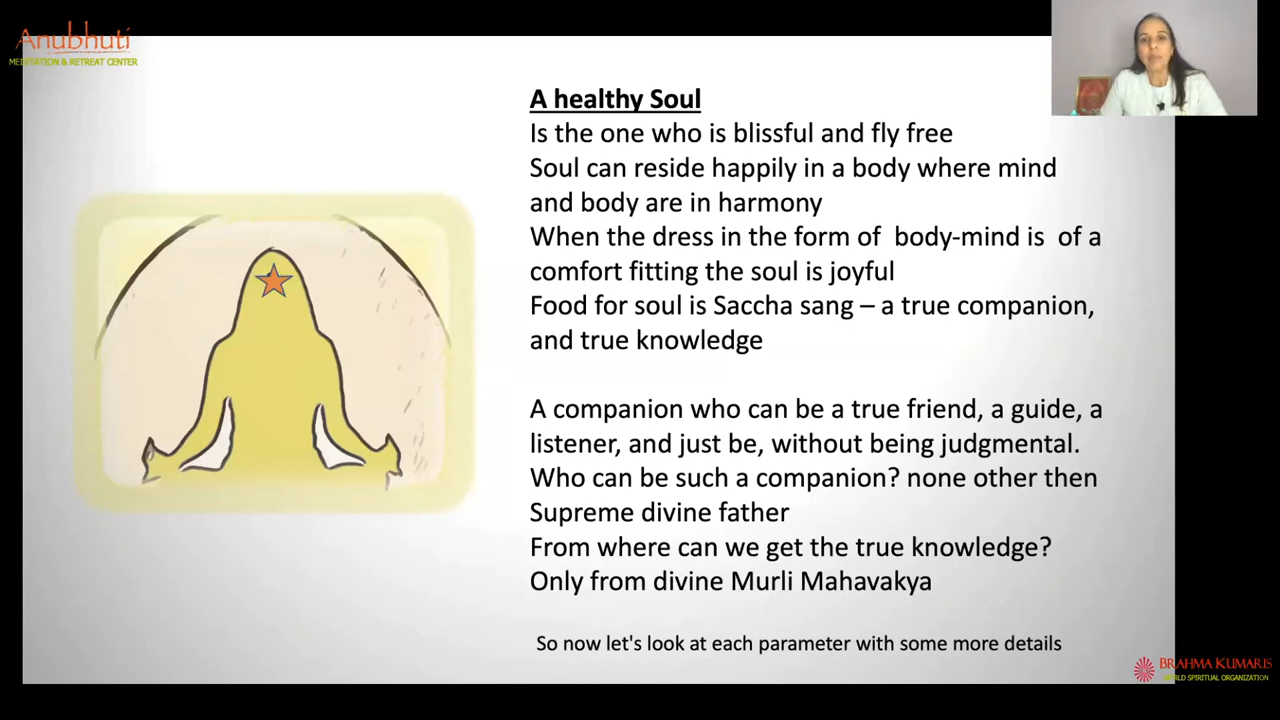 Anubhuti
MEDITATION & RETREAT CENTER
A healthy Soul
Is the one who is blissful and fly free
Soul can reside happily in a body where mind
and body are in harmony
When the dress in the form of  body-mind is  of a
comfort fitting the soul is joyful
Food for soul is Saccha sang – a true companion,
and true knowledge
A companion who can be a true friend, a guide, a
listener, and just be, without being judgmental.
Who can be such a companion? none other then
Supreme divine father
From where can we get the true knowledge?
Only from divine Murli Mahavakya
So now let's look at each parameter with some more details
BRAHMA KUMARIS
WORLD SPIRITUAL ORGANIZATION